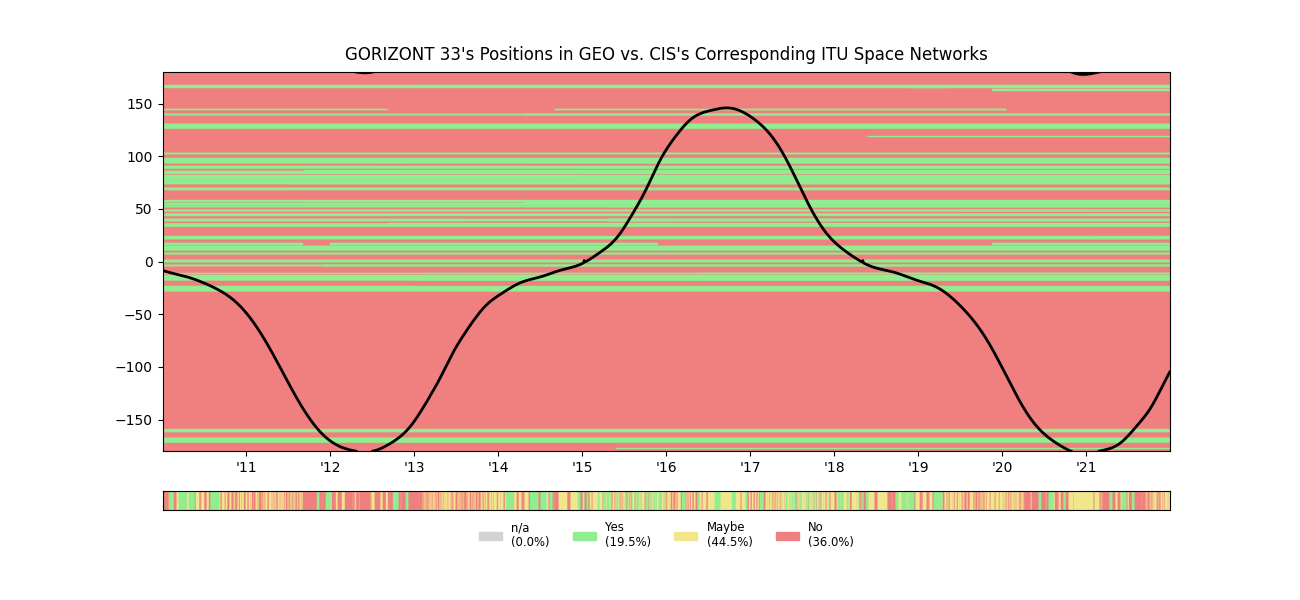 GORIZONT 33's Positions in GEO vs. CIS's Corresponding ITU Space Networks
150
100
50
0
−50
−100
−150
'11 '12 '13 '14 '15 '16 '17 '18 '19 '20 '21
n/a Yes Maybe No
(0.0%) (19.5%) (44.5%) (36.0%)